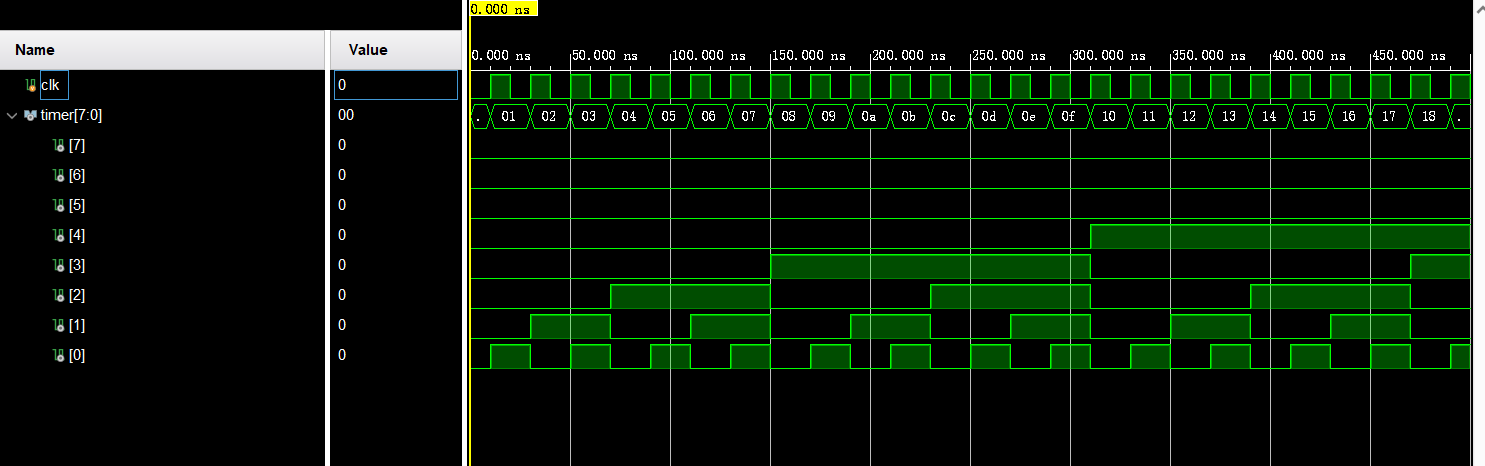 0.000 ns
Name Value
0.000 ns 50.000 ns 100.000 ns 150.000 ns 200.000 ns 250.000 ns 300.000 ns 350.000 ns 400.000 ns 450.000 ns
clk 0
timer[7:0] 00 . 01 02 03 04 05 06 07 08 09 0a 0b 0c 0d 0e 0f 10 11 12 13 14 15 16 17 18 .
[7] 0
[6] 0
[5] 0
[4] 0
[3] 0
[2] 0
[1] 0
[0] 0